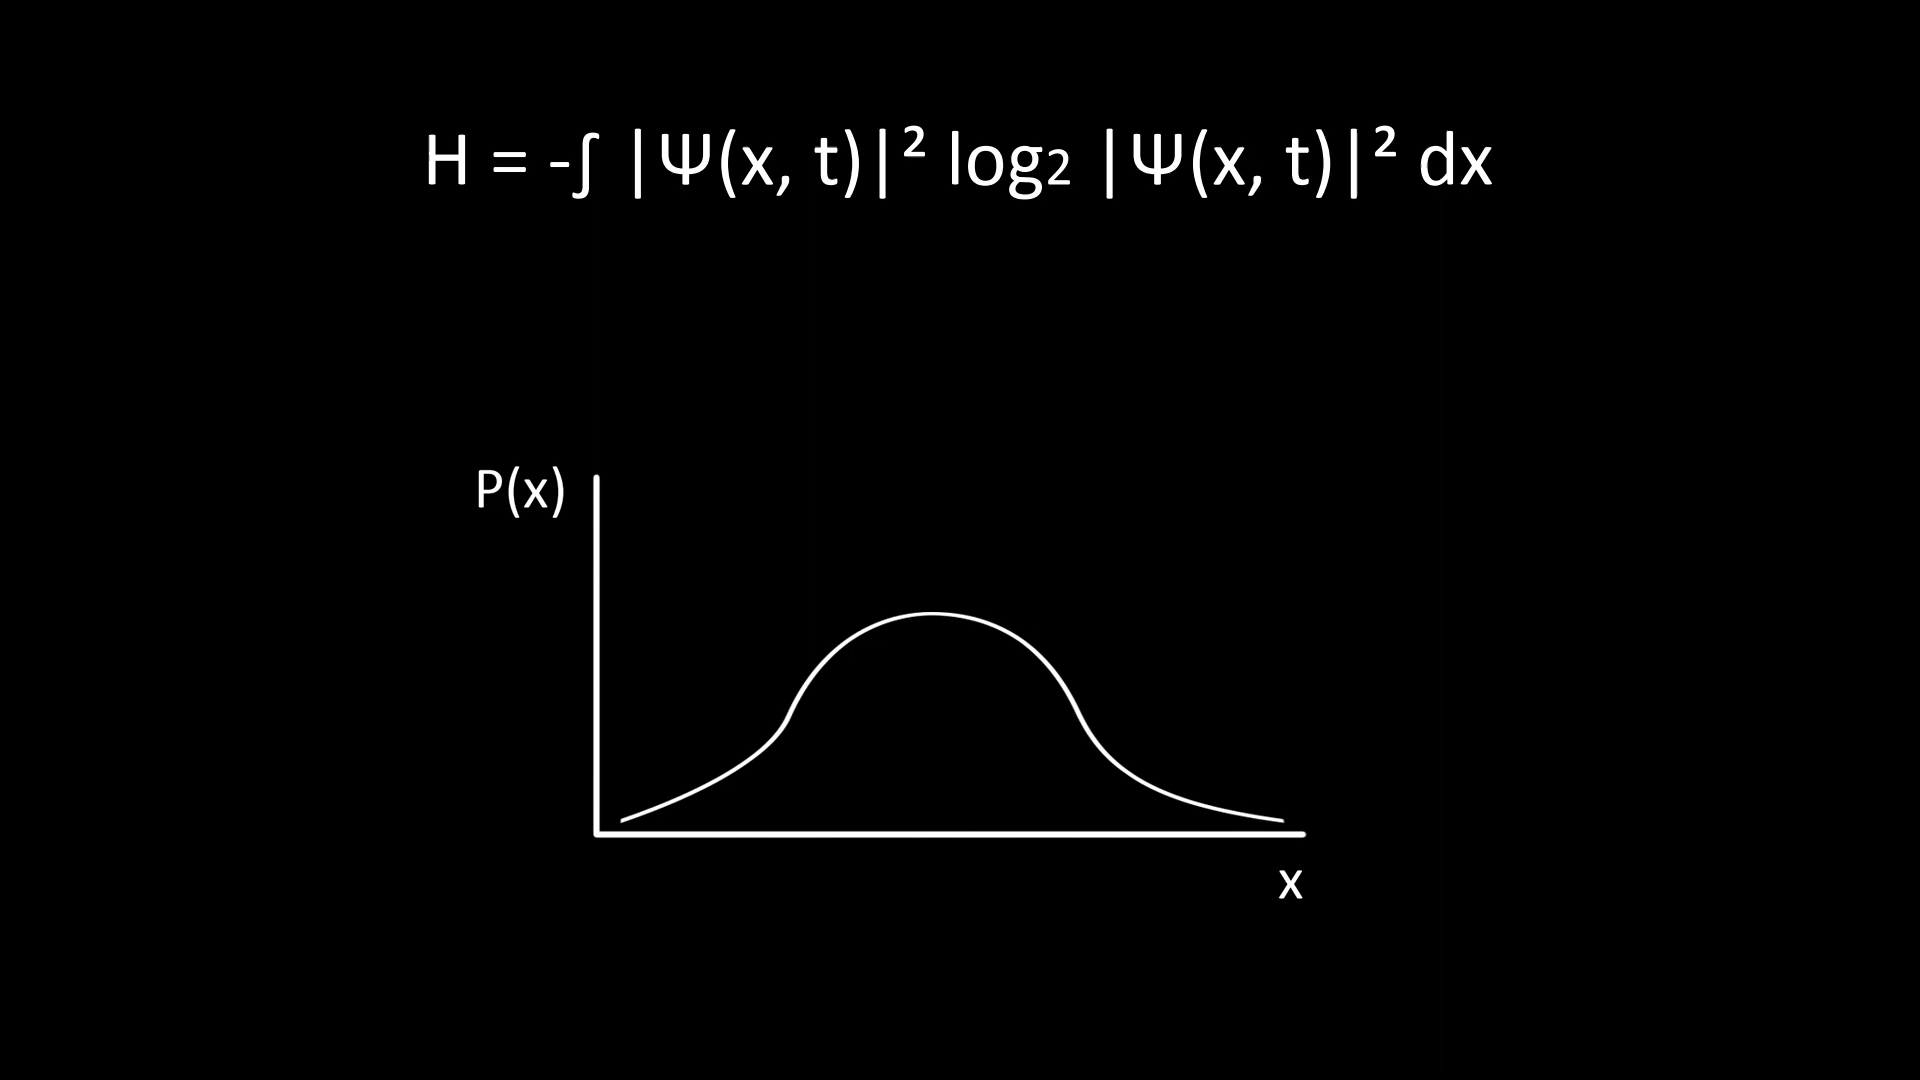 H = -∫ |Ψ(x, t)|² log₂ |Ψ(x, t)|² dx
P(x)
x